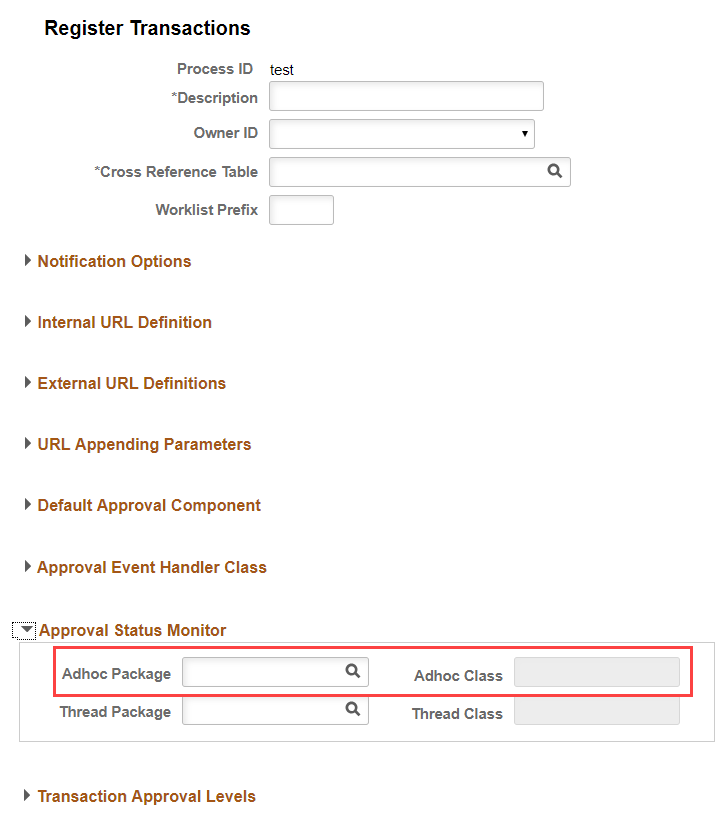 Register Transactions
Process ID test
*Description
Owner ID
*Cross Reference Table
Worklist Prefix
Notification Options
Internal URL Definition
External URL Definitions
URL Appending Parameters
Default Approval Component
Approval Event Handler Class
Approval Status Monitor
Adhoc Package Adhoc Class
Thread Package Thread Class
Transaction Approval Levels